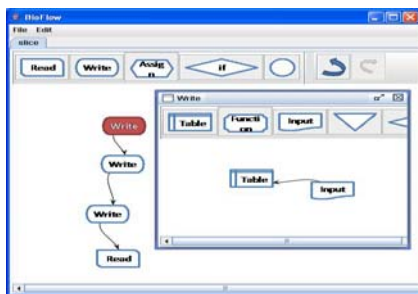 BioFlow
File Edit
slice
Read Write Assig
n if
Write
Table Functi
on Input
Write
Write
Write
Read
Table
Input